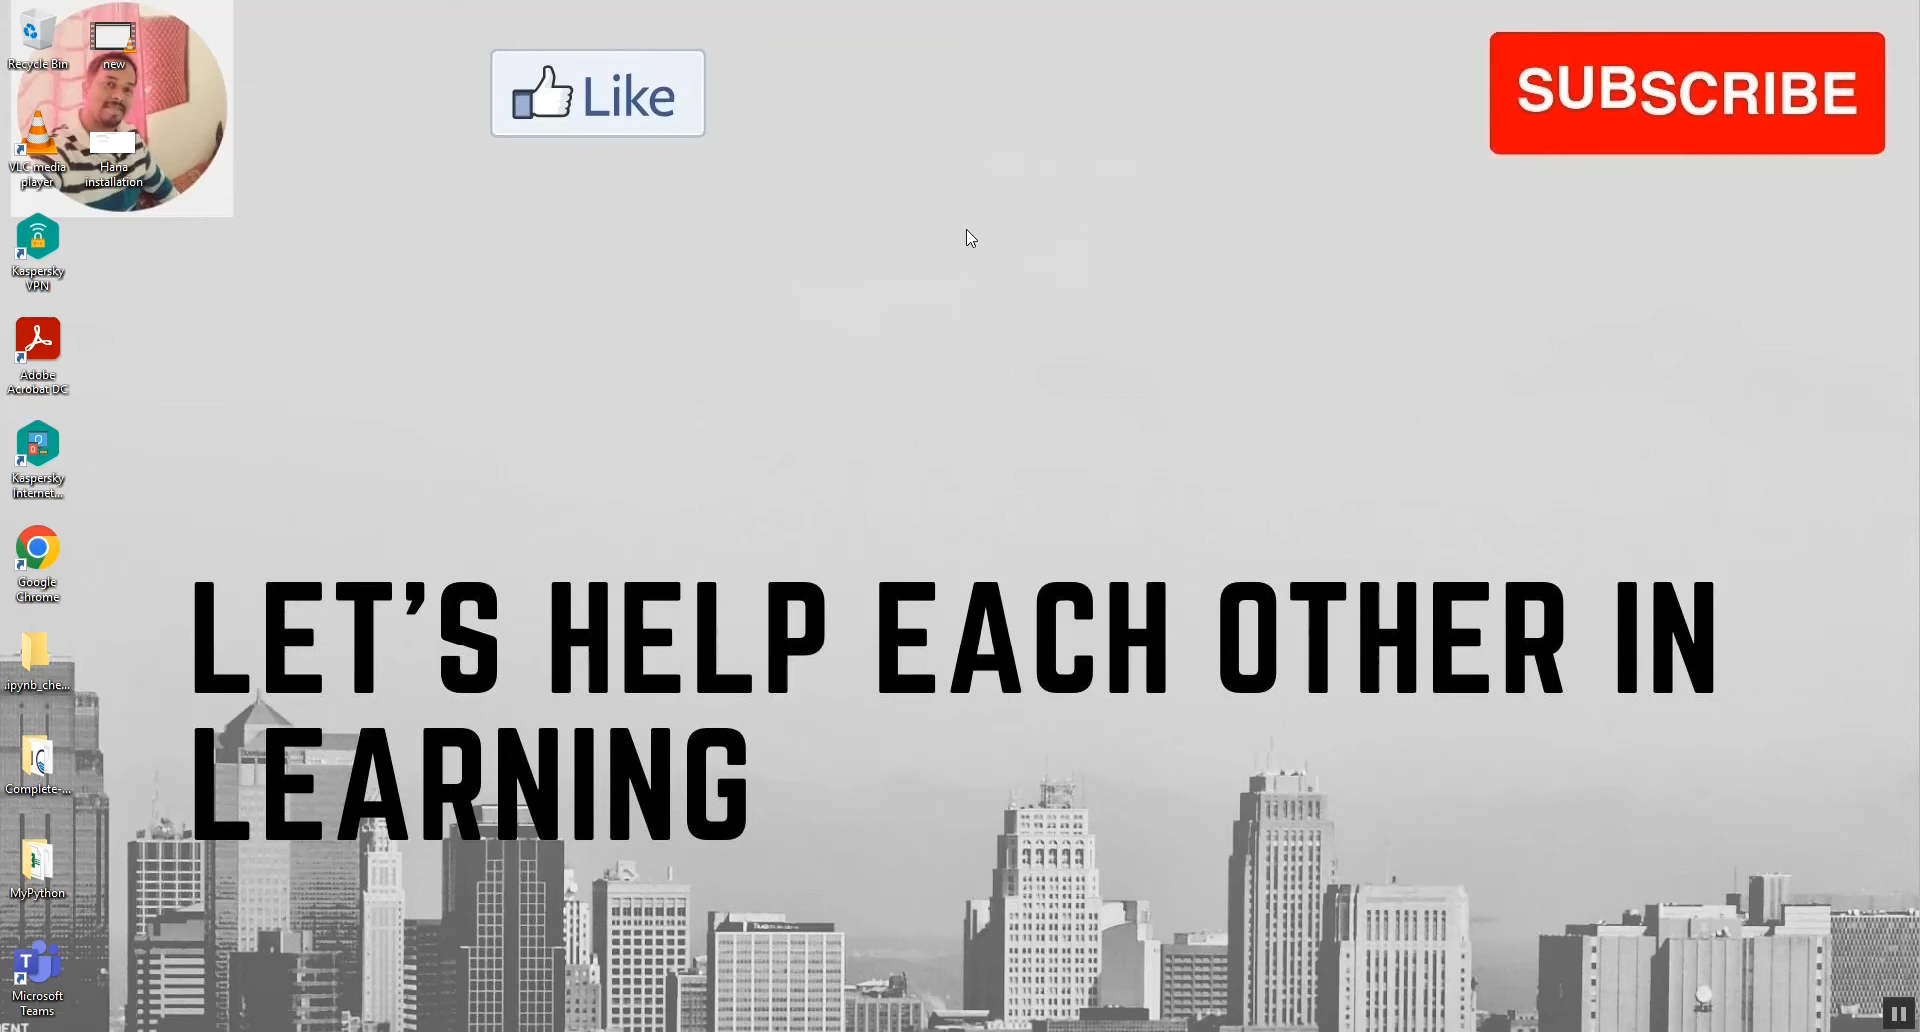 Recycle Bin
new
Like
SUBSCRIBE
VLC media
player
Hana
installation
Kaspersky
VPN
Adobe
Acrobat DC
Kaspersky
Internet...
Google
Chrome
LET'S HELP EACH OTHER IN
LEARNING
.ipynb_che...
Complete-...
MyPython
T
Microsoft
Teams
ENT